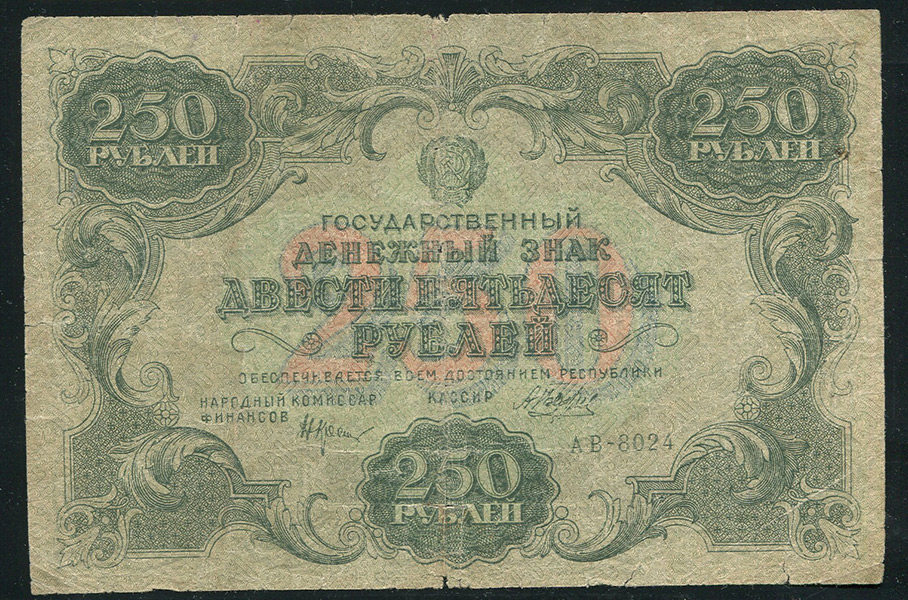 250
РУБЛЕЙ
250
РУБЛЕЙ
ГОСУДАРСТВЕННЫЙ
ДЕНЕЖНЫЙ ЗНАК
250
ДВЕСТИ ПЯТЬДЕСЯТ
РУБЛЕЙ
ОБЕСПЕЧИВАЕТСЯ ВСЕМ ДОСТОЯНИЕМ РЕСПУБЛИКИ
НАРОДНЫЙ КОМИССАР
ФИНАНСОВ
КАССИР
АВ-8024
250
РУБЛЕЙ